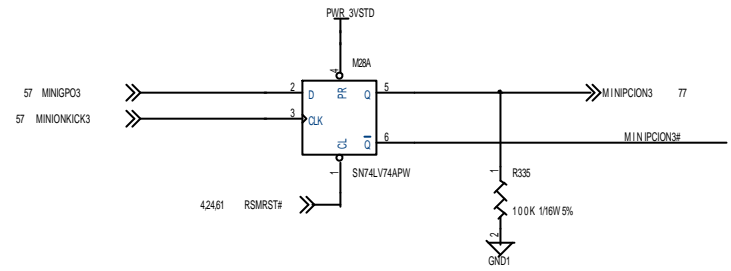 PWR_3VSTD
4
M28A
57 MINIGPO3
2
D
PR
Q
5
MINIPCION3 77
57 MINIONKICK3
3
CLK
CL
Q
6
MINIPCION3#
1
SN74LV74APW
4,24,61 RSMRST#
1
R335
100K 1/16W 5%
2
GND1